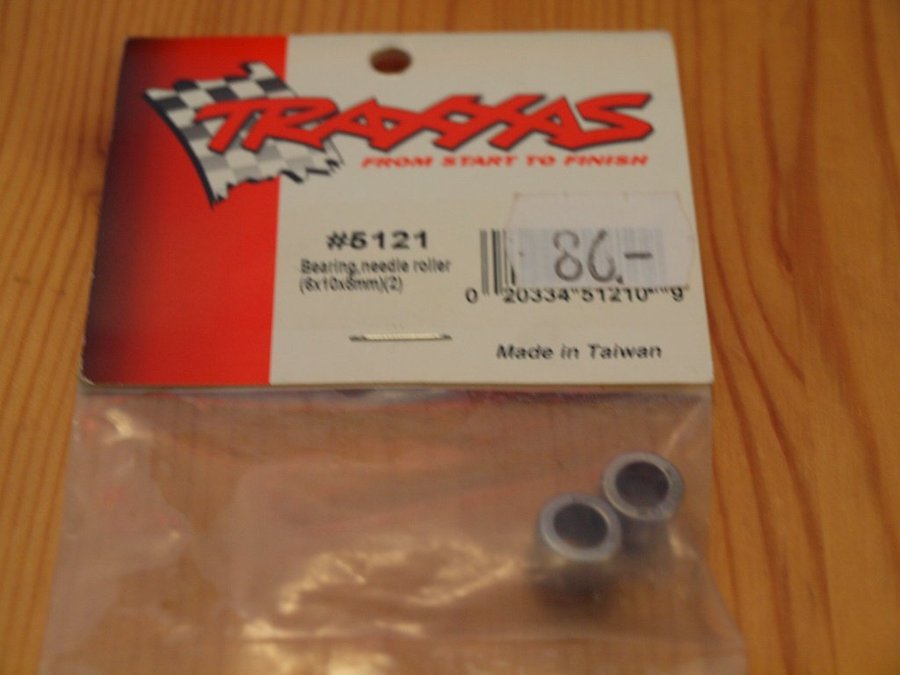 TRAXXAS
FROM START TO FINISH
#5121
Bearing, needle roller
(6x10x8mm)(2)
86.-
0 20334 51210 9
Made in Taiwan